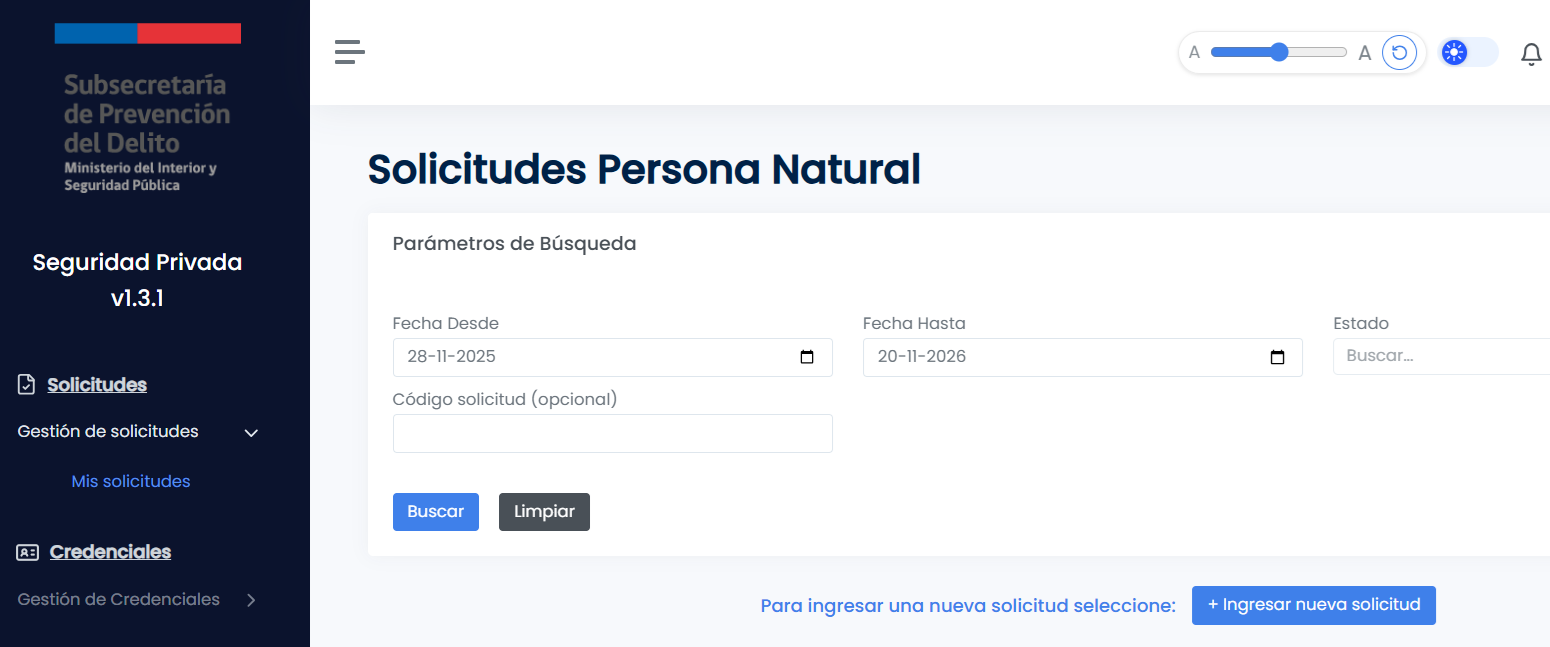 Subsecretaría
de Prevención
del Delito
Ministerio del Interior y
Seguridad Pública
Seguridad Privada
v1.3.1
Solicitudes
Gestión de solicitudes
Mis solicitudes
Credenciales
Gestión de Credenciales
A A
Solicitudes Persona Natural
Parámetros de Búsqueda
Fecha Desde Fecha Hasta Estado
28-11-2025 20-11-2026 Buscar...
Código solicitud (opcional)
Buscar Limpiar
Para ingresar una nueva solicitud seleccione: + Ingresar nueva solicitud